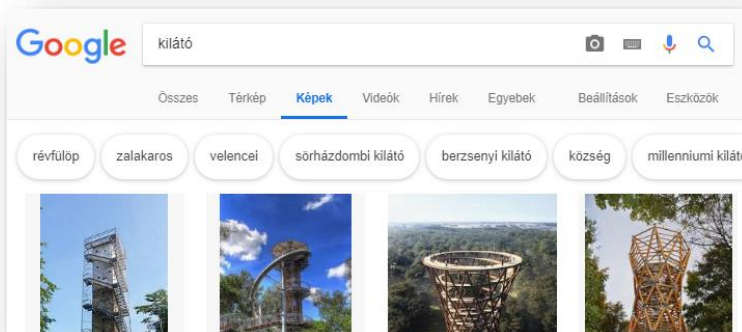 Google kilátó
Összes Térkép Képek Videók Hírek Egyebek Beállítások Eszközök
révfülöp zalakaros velencei sörházdombi kilátó berzsenyi kilátó község millenniumi kilátó